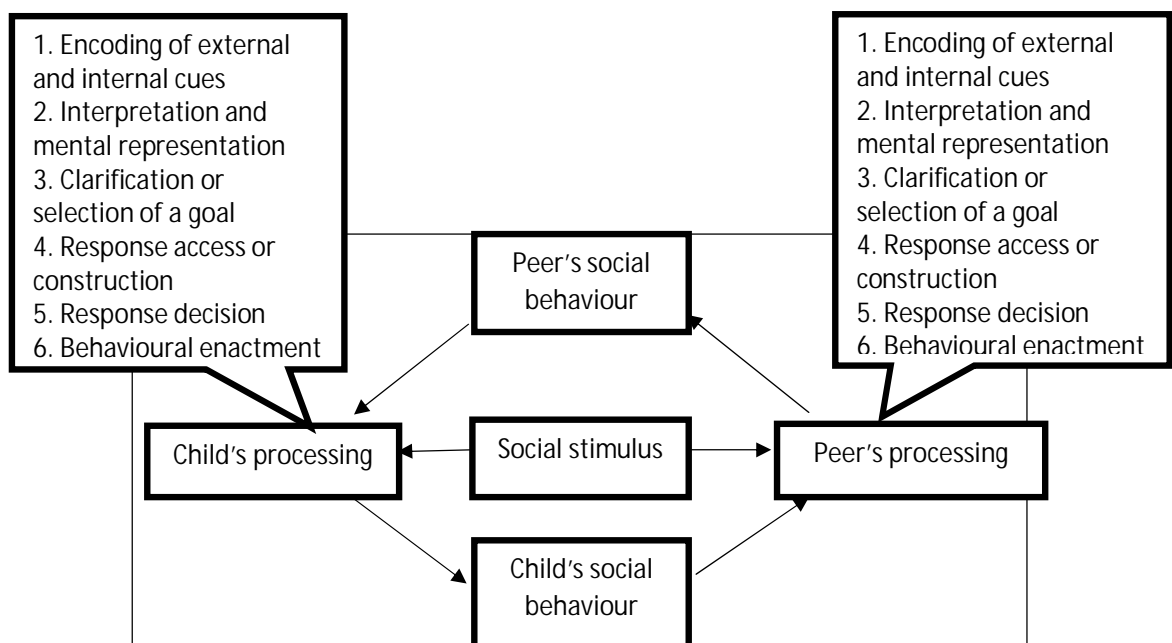 1. Encoding of external
and internal cues
2. Interpretation and
mental representation
3. Clarification or
selection of a goal
4. Response access or
construction
5. Response decision
6. Behavioural enactment
1. Encoding of external
and internal cues
2. Interpretation and
mental representation
3. Clarification or
selection of a goal
4. Response access or
construction
5. Response decision
6. Behavioural enactment
Peer's social
behaviour
Child's processing
Social stimulus
Peer's processing
Child's social
behaviour